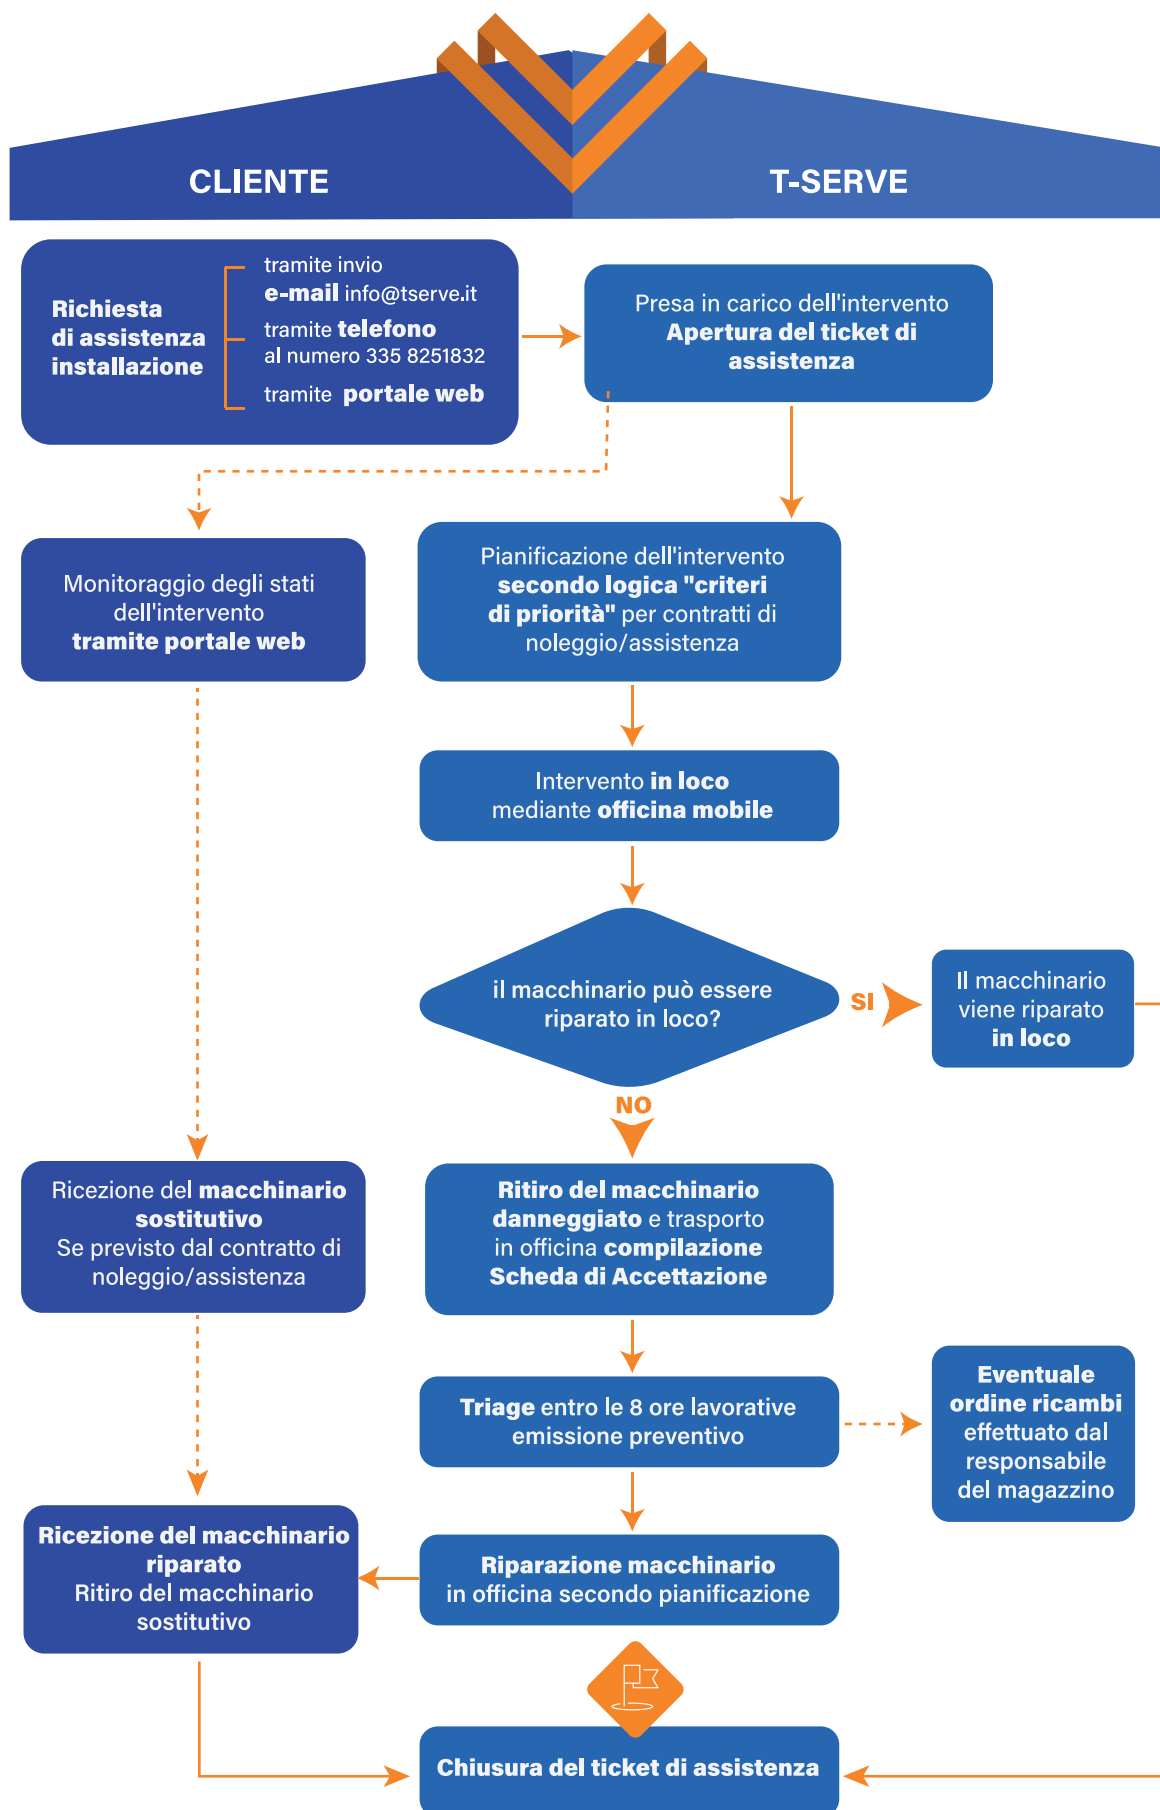 CLIENTE
T-SERVE
Richiesta
di assistenza
installazione
tramite invio
e-mail info@tserve.it
tramite telefono
al numero 335 8251832
tramite portale web
Presa in carico dell'intervento
Apertura del ticket di
assistenza
Monitoraggio degli stati
dell'intervento
tramite portale web
Pianificazione dell'intervento
secondo logica "criteri
di priorità" per contratti di
noleggio/assistenza
Intervento in loco
mediante officina mobile
il macchinario può essere
riparato in loco?
SI
Il macchinario
viene riparato
in loco
NO
Ricezione del macchinario
sostitutivo
Se previsto dal contratto di
noleggio/assistenza
Ritiro del macchinario
danneggiato e trasporto
in officina compilazione
Scheda di Accettazione
Triage entro le 8 ore lavorative
emissione preventivo
Eventuale
ordine ricambi
effettuato dal
responsabile
del magazzino
Ricezione del macchinario
riparato
Ritiro del macchinario
sostitutivo
Riparazione macchinario
in officina secondo pianificazione
Chiusura del ticket di assistenza